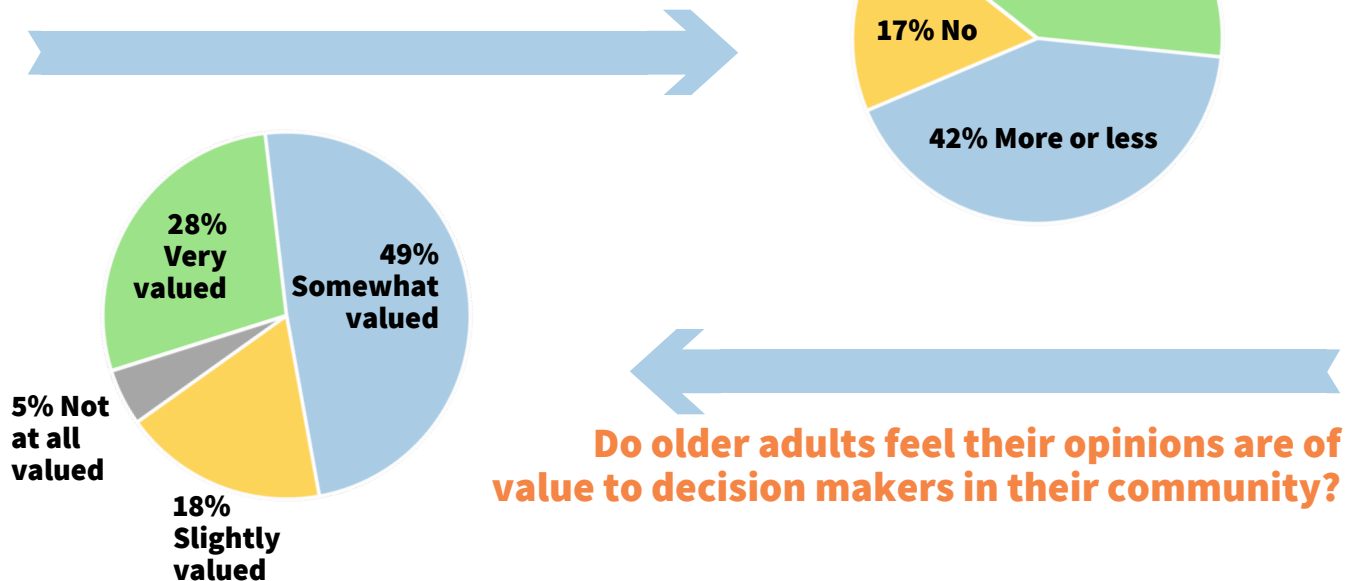 17% No
42% More or less
28%
Very
valued
49%
Somewhat
valued
5% Not
at all
valued
18%
Slightly
valued
Do older adults feel their opinions are of
value to decision makers in their community?